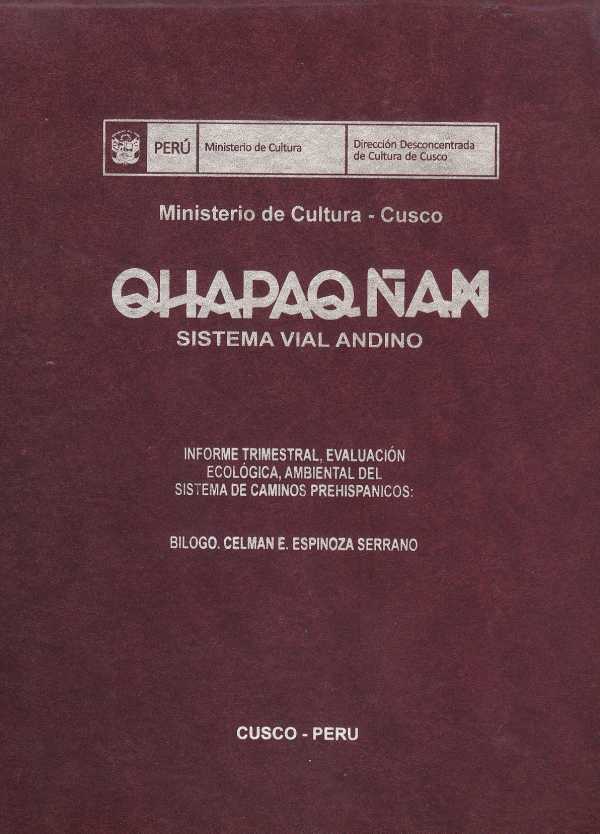 PERÚ
Ministerio de Cultura
Dirección Desconcentrada
de Cultura de Cusco
Ministerio de Cultura - Cusco
QHAPAQ ÑAN
SISTEMA VIAL ANDINO
INFORME TRIMESTRAL, EVALUACIÓN
ECOLÓGICA, AMBIENTAL DEL
SISTEMA DE CAMINOS PREHISPANICOS:
BILOGO. CELMAN E. ESPINOZA SERRANO
CUSCO - PERU